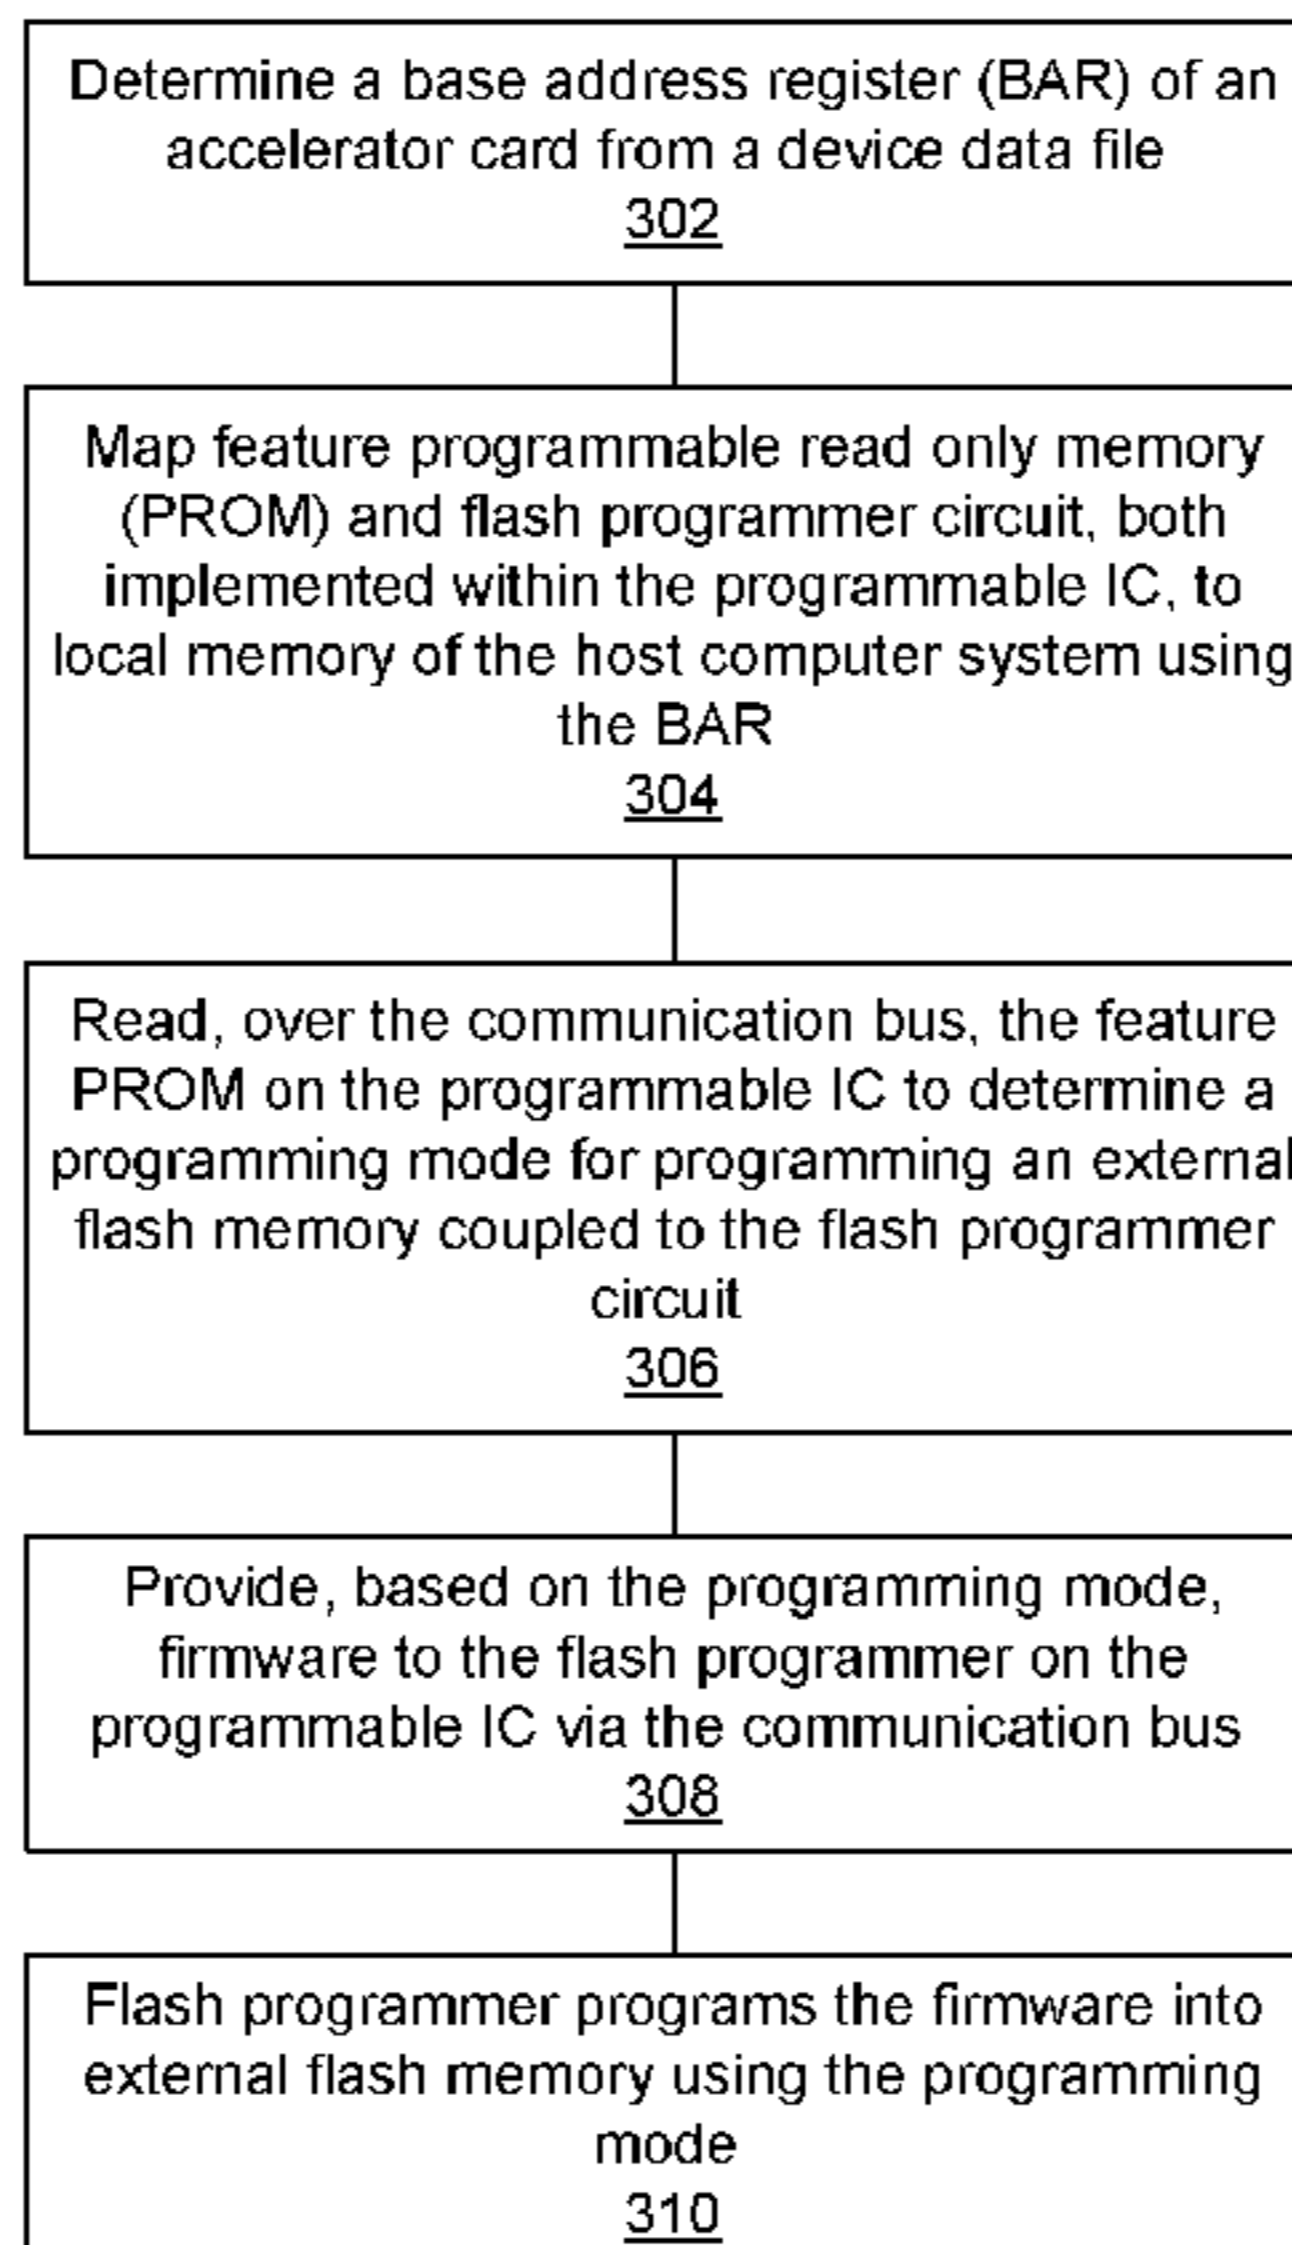 Determine a base address register (BAR) of an
accelerator card from a device data file
302
Map feature programmable read only memory
(PROM) and flash programmer circuit, both
implemented within the programmable IC, to
local memory of the host computer system using
the BAR
304
Read, over the communication bus, the feature
PROM on the programmable IC to determine a
programming mode for programming an external
flash memory coupled to the flash programmer
circuit
306
Provide, based on the programming mode,
firmware to the flash programmer on the
programmable IC via the communication bus
308
Flash programmer programs the firmware into
external flash memory using the programming
mode
310